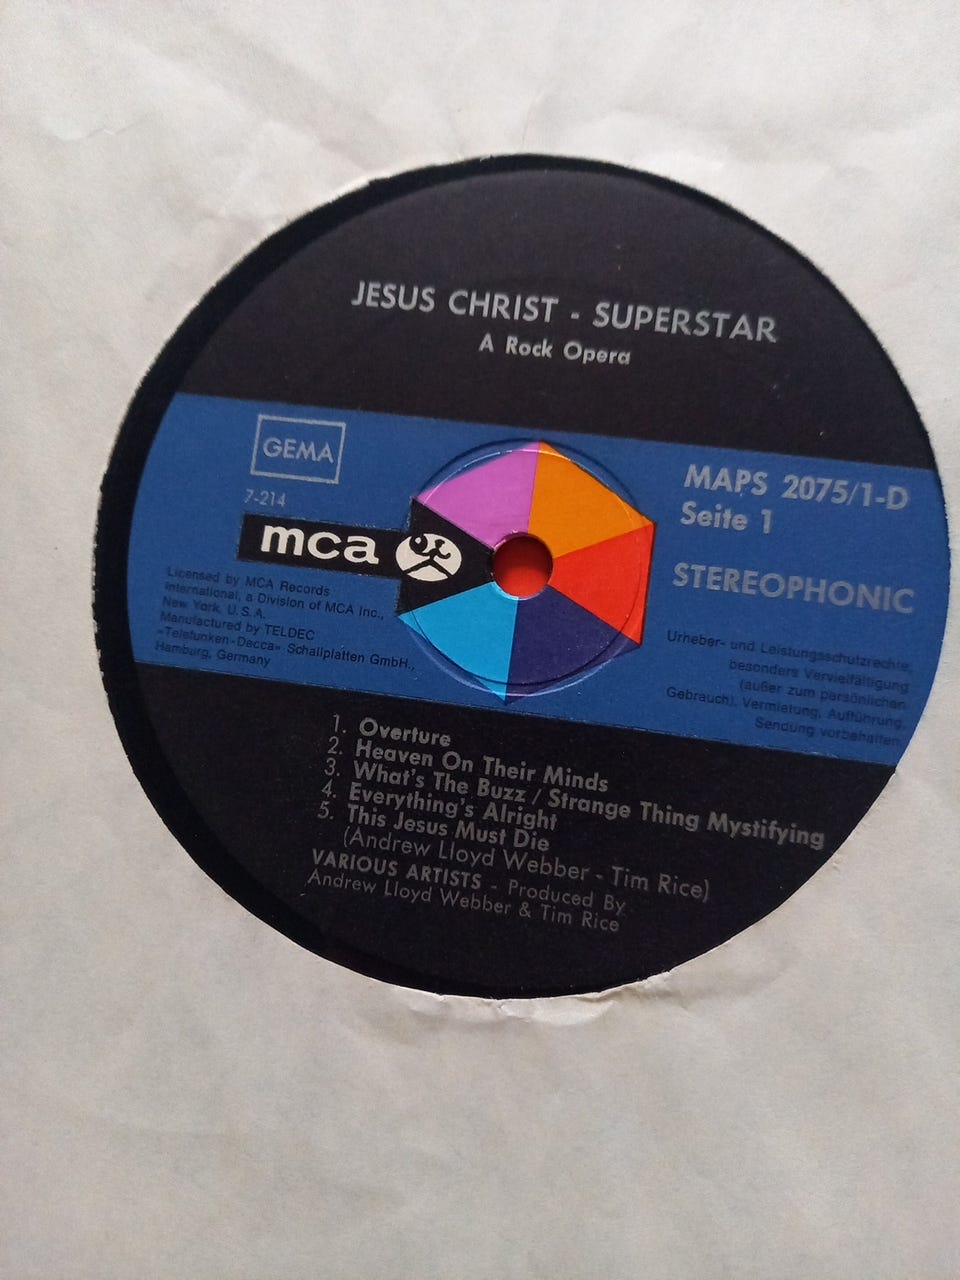 JESUS CHRIST - SUPERSTAR
A Rock Opera
GEMA
7-214
mca
Licensed by MCA Records
International, a Division of MCA Inc.,
New York, U.S.A.
Manufactured by TELDEC
»Telefunken-Decca« Schallplatten GmbH.,
Hamburg, Germany
MAPS 2075/1-D
Seite 1
STEREOPHONIC
Urheber- und Leistungsschutzrechte,
besonders Vervielfältigung
(außer zum persönlichen
Gebrauch), Vermietung, Aufführung,
Sendung vorbehalten.
1. Overture
2. Heaven On Their Minds
3. What's The Buzz / Strange Thing Mystifying
4. Everything's Alright
5. This Jesus Must Die
(Andrew Lloyd Webber - Tim Rice)
VARIOUS ARTISTS - Produced By
Andrew Lloyd Webber & Tim Rice